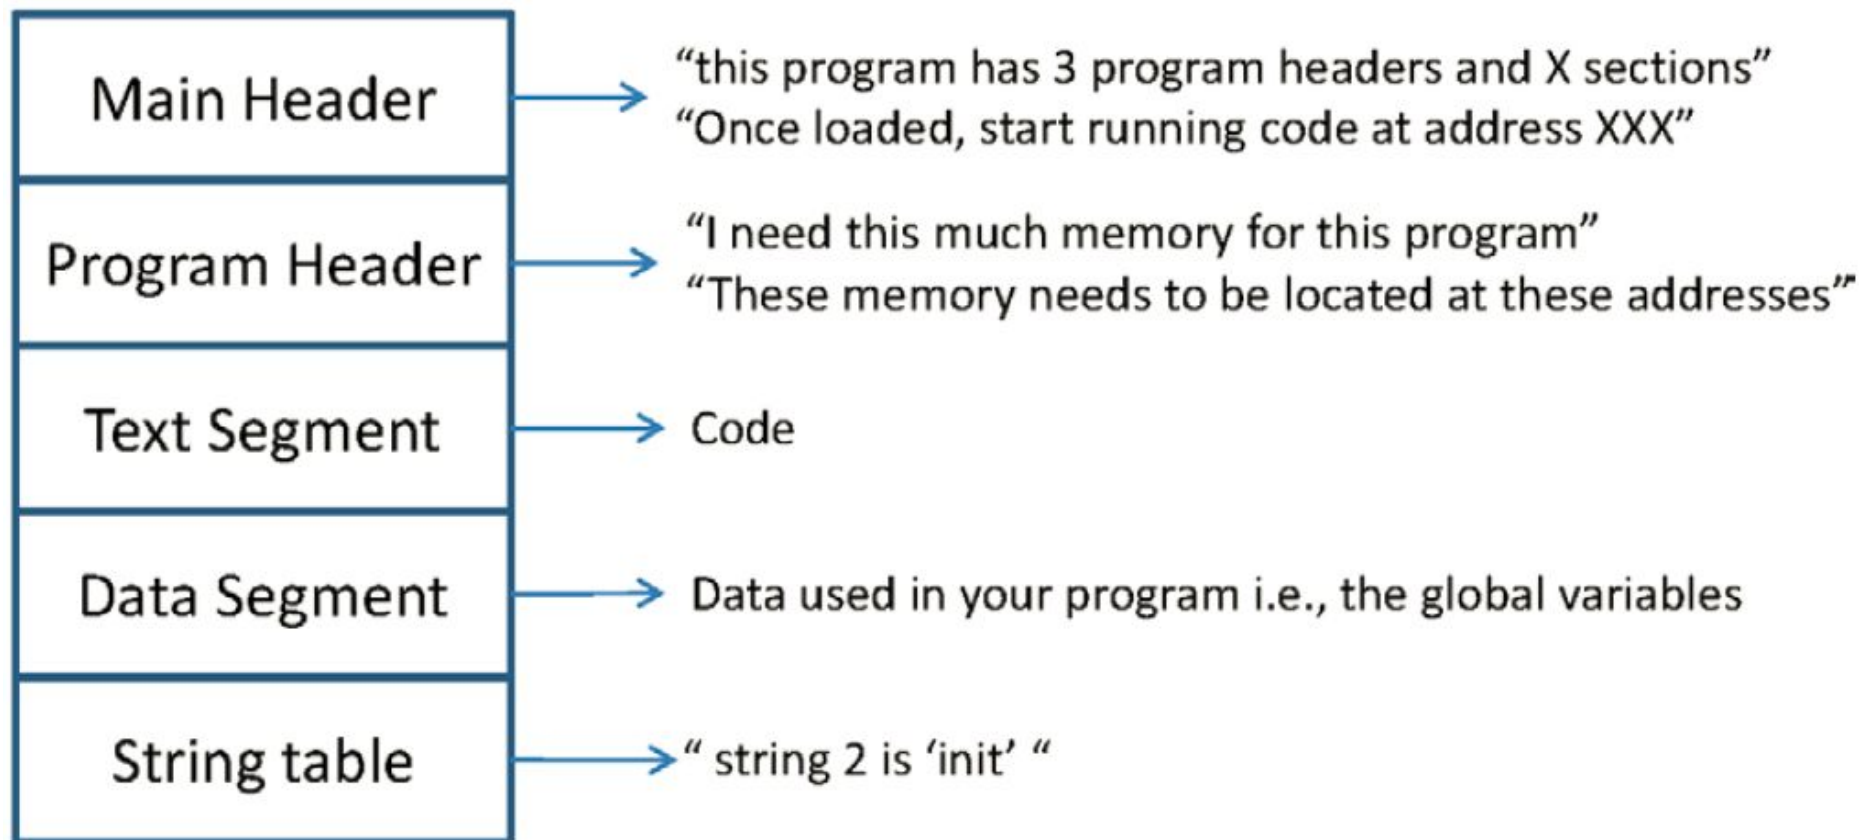 Main Header
“this program has 3 program headers and X sections”
“Once loaded, start running code at address XXX”
Program Header
“I need this much memory for this program”
“These memory needs to be located at these addresses”
Text Segment
Code
Data Segment
Data used in your program i.e., the global variables
String table
“ string 2 is ‘init’ “